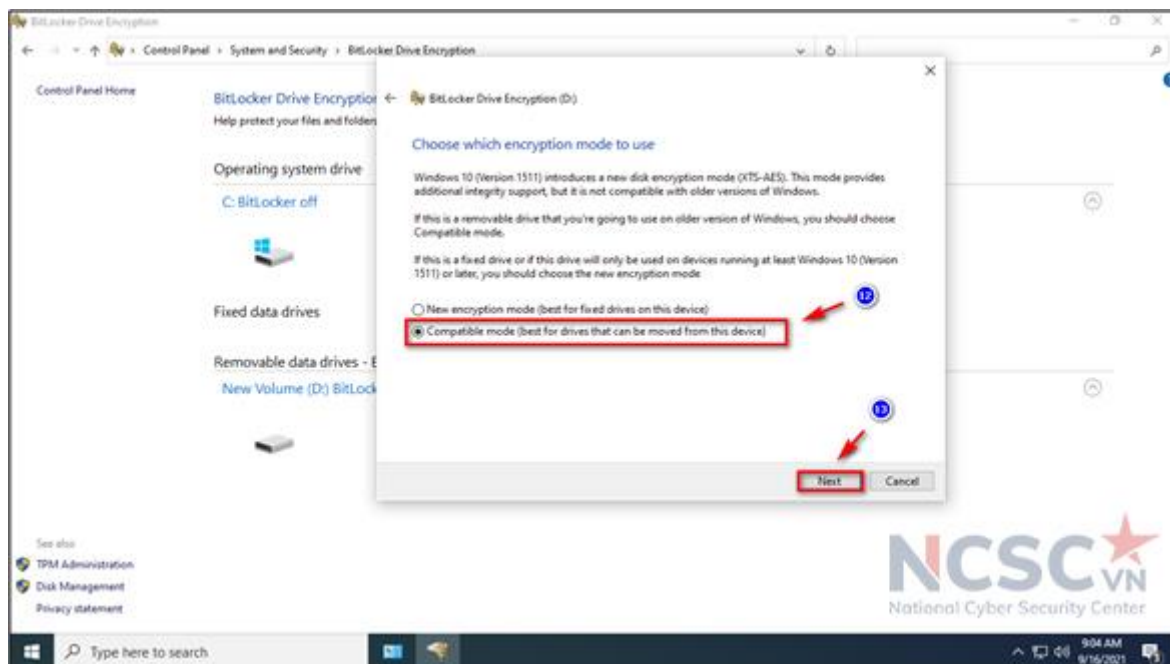 BitLocker Drive Encryption
Control Panel › System and Security › BitLocker Drive Encryption
Control Panel Home
BitLocker Drive Encryption
Help protect your files and folders
Operating system drive
C: BitLocker off
Fixed data drives
Removable data drives - B
New Volume (D:) BitLock
See also
TPM Administration
Disk Management
Privacy statement
BitLocker Drive Encryption (D:)
Choose which encryption mode to use
Windows 10 (Version 1511) introduces a new disk encryption mode (XTS-AES). This mode provides
additional integrity support, but it is not compatible with older versions of Windows.
If this is a removable drive that you're going to use on older version of Windows, you should choose
Compatible mode.
If this is a fixed drive or if this drive will only be used on devices running at least Windows 10 (Version
1511) or later, you should choose the new encryption mode
New encryption mode (best for fixed drives on this device)
12
Compatible mode (best for drives that can be moved from this device)
13
Next Cancel
NCSC VN
National Cyber Security Center
Type here to search
9:04 AM
9/16/2021